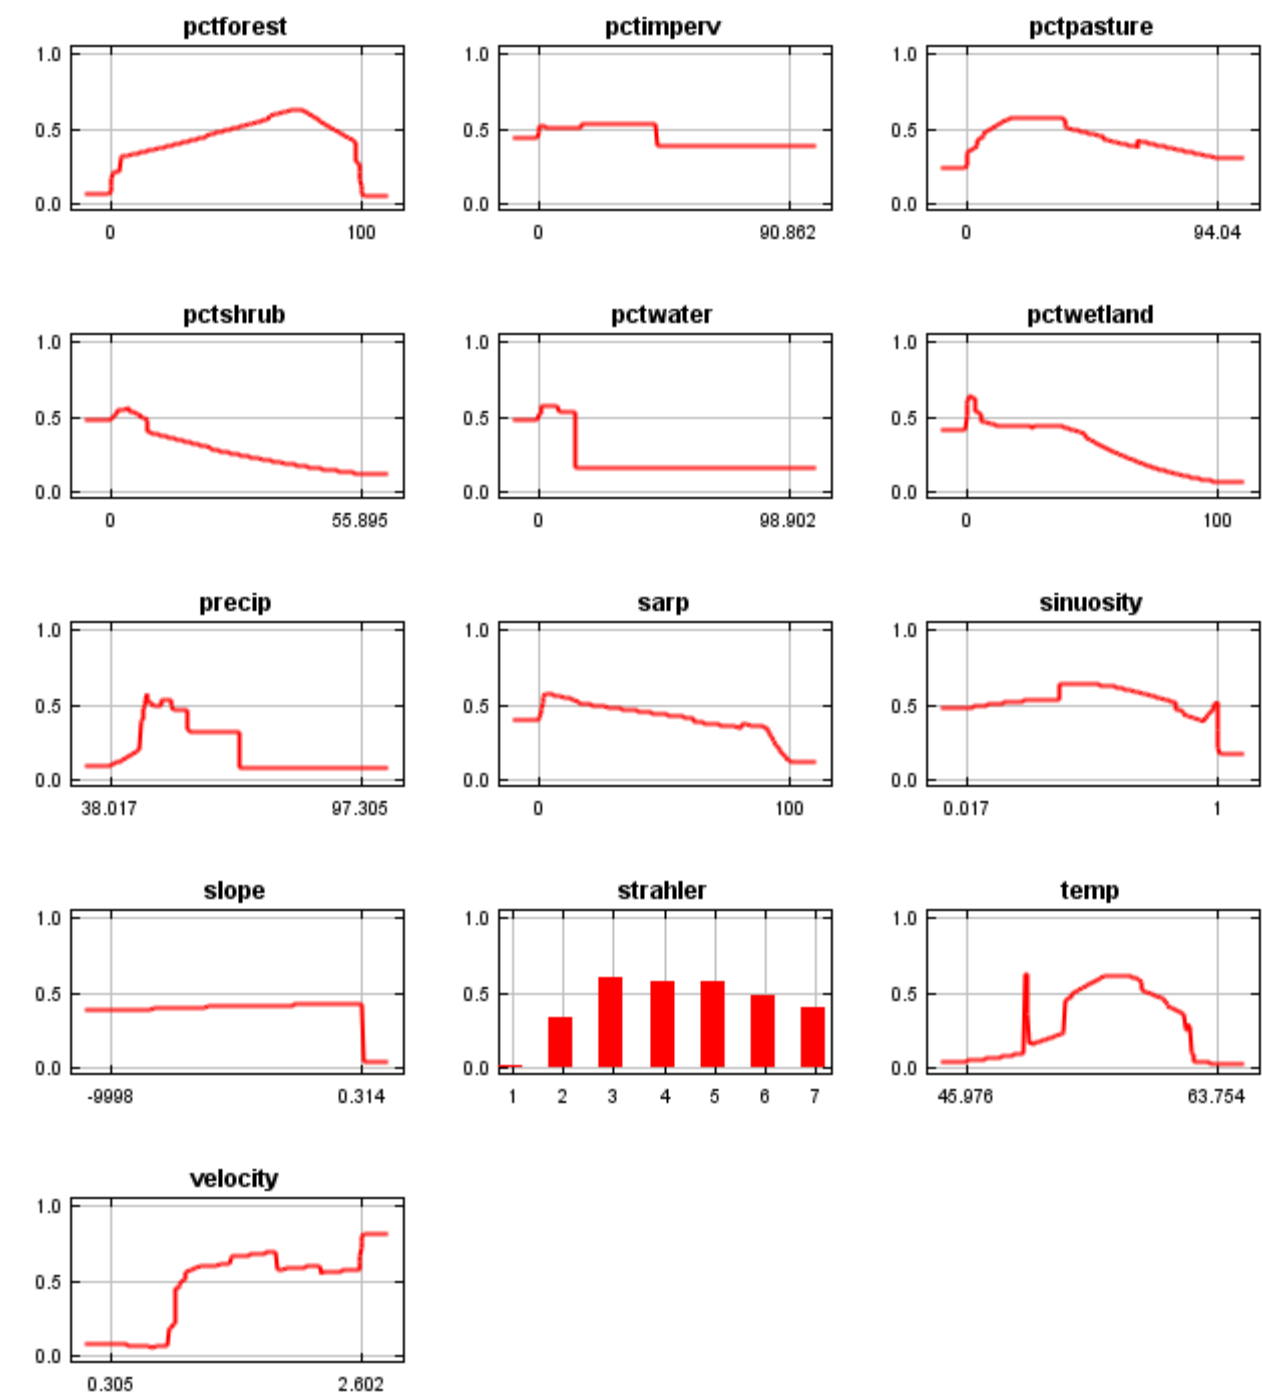 pctforest pctimperv pctpasture
1.0 1.0 1.0
0.5 0.5 0.5
0.0 0.0 0.0
0 100 0 90.862 0 94.04
pctshrub pctwater pctwetland
1.0 1.0 1.0
0.5 0.5 0.5
0.0 0.0 0.0
0 55.895 0 98.902 0 100
precip sarp sinuosity
1.0 1.0 1.0
0.5 0.5 0.5
0.0 0.0 0.0
38.017 97.305 0 100 0.017 1
slope strahler temp
1.0 1.0 1.0
0.5 0.5 0.5
0.0 0.0 0.0
-9998 0.314 1 2 3 4 5 6 7 45.976 63.754
velocity
1.0
0.5
0.0
0.305 2.602